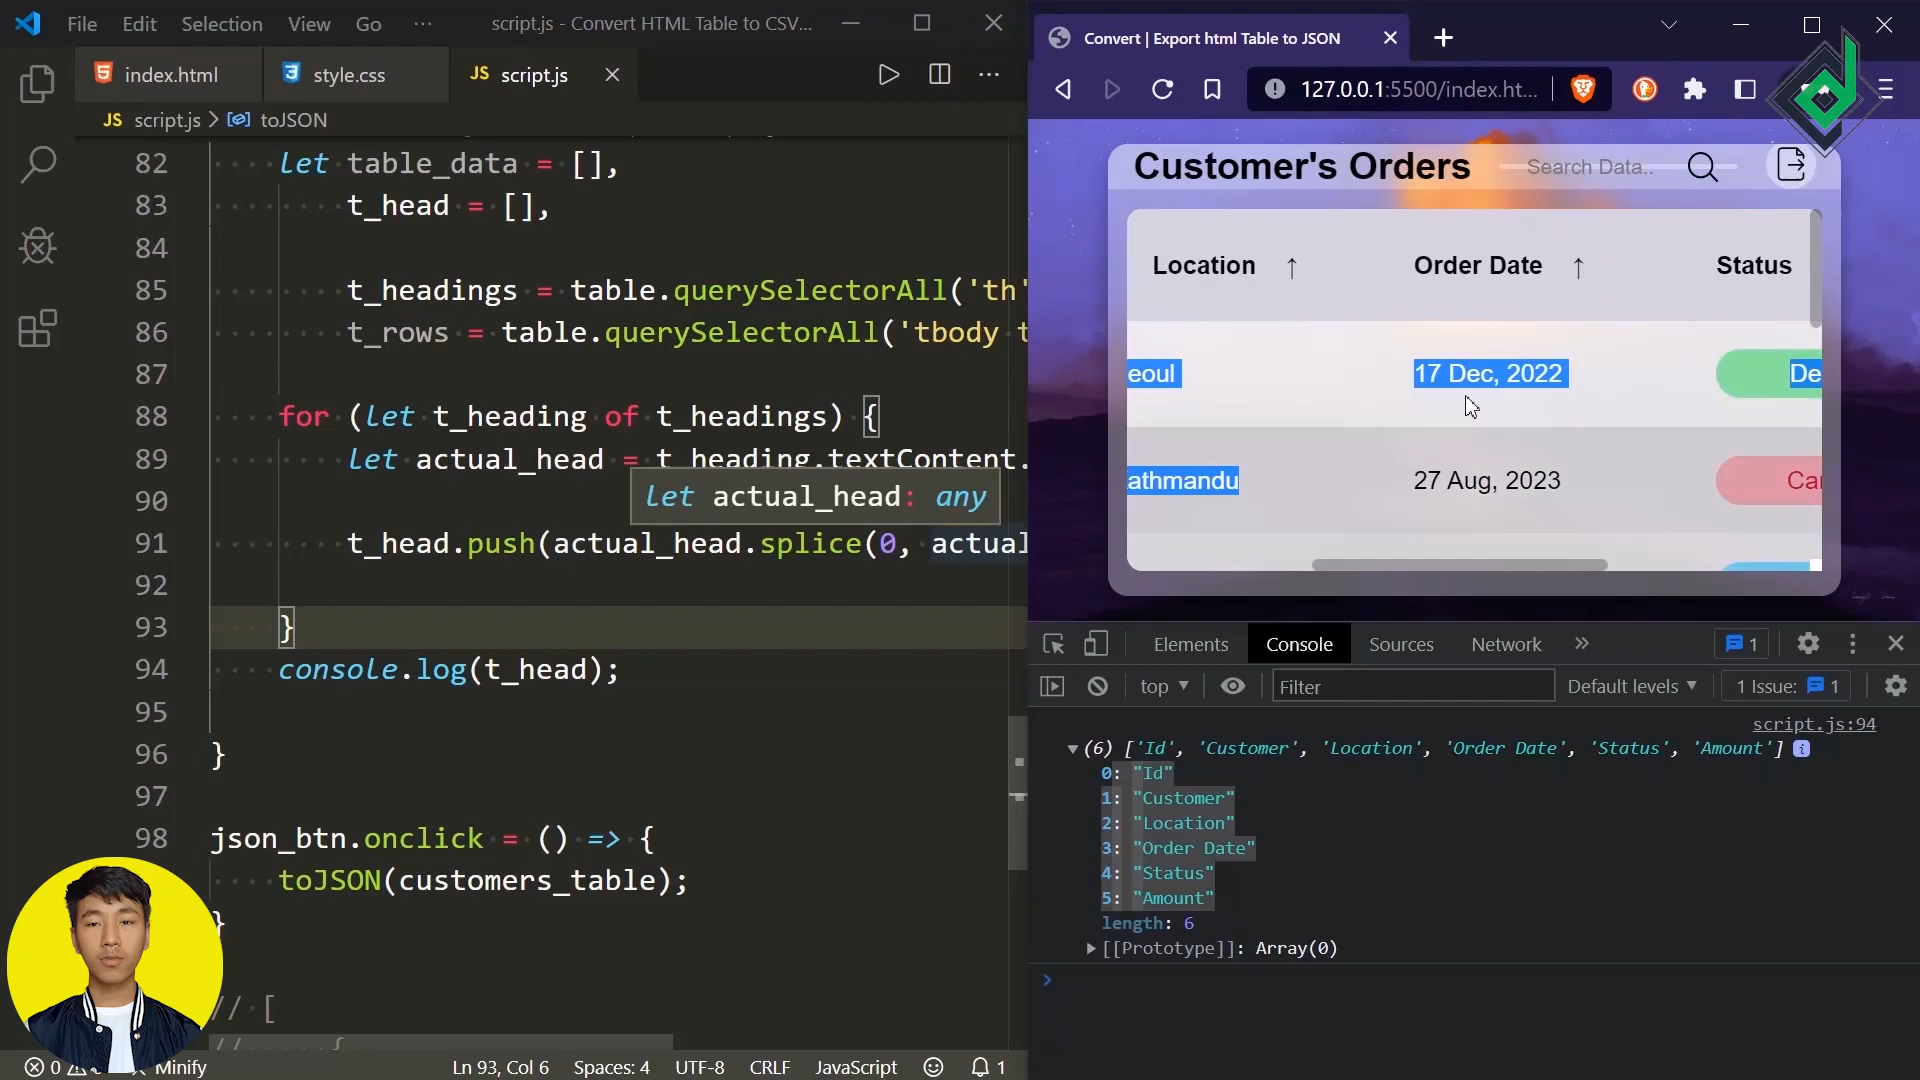 File Edit Selection View Go ··· script.js - Convert HTML Table to CSV...
index.html style.css JS script.js
JS script.js > toJSON
82 let table_data = [],
83 t_head = [],
84
85 t_headings = table.querySelectorAll('th'
86 t_rows = table.querySelectorAll('tbody t
87
88 for (let t_heading of t_headings) {
89 let actual_head = t_heading.textContent.
90 let actual_head: any
91 t_head.push(actual_head.splice(0, actual
92
93 }
94 console.log(t_head);
95
96 }
97
98 json_btn.onclick = () => {
toJSON(customers_table);
}
// [
// {
0 Minify Ln 93, Col 6 Spaces: 4 UTF-8 CRLF JavaScript 1
Convert | Export html Table to JSON
127.0.0.1:5500/index.ht...
Customer's Orders Search Data..
Location ↑ Order Date ↑ Status
eoul 17 Dec, 2022 De
athmandu 27 Aug, 2023 Ca
Elements Console Sources Network » 1
top Filter Default levels 1 Issue: 1
script.js:94
(6) ['Id', 'Customer', 'Location', 'Order Date', 'Status', 'Amount'] i
0: "Id"
1: "Customer"
2: "Location"
3: "Order Date"
4: "Status"
5: "Amount"
length: 6
[[Prototype]]: Array(0)